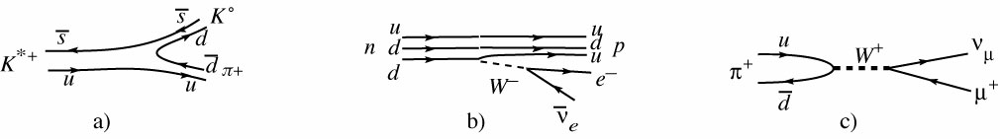 K*+ s̄ u s̄ K° d d̄ π+ u
a)
n u d d u d u p W⁻ e⁻ ν̄e
b)
π+ u d̄ W+ νμ μ+
c)